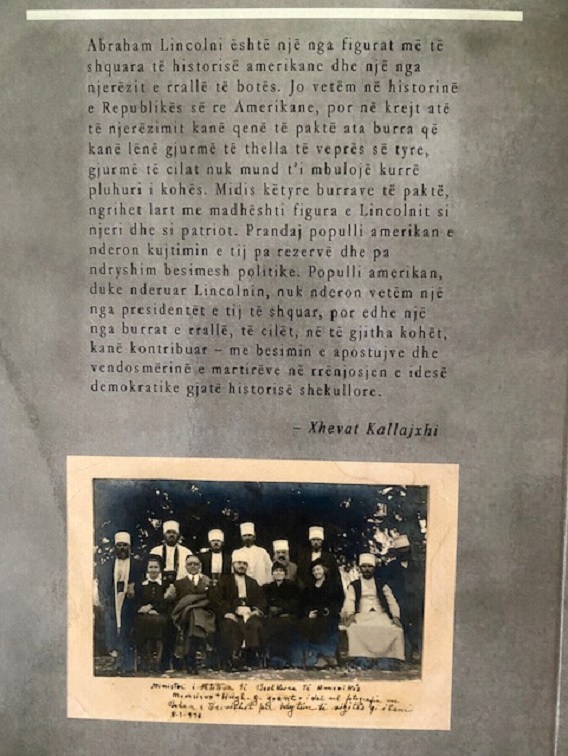 Abraham Lincolni është një nga figurat më të
shquara të historisë amerikane dhe një nga
njerëzit e rrallë të botës. Jo vetëm në historinë
e Republikës së re Amerikane, por në krejt atë
të njerëzimit kanë qenë të paktë ata burra që
kanë lënë gjurmë të thella të veprës së tyre,
gjurmë të cilat nuk mund t'i mbulojë kurrë
pluhuri i kohës. Midis këtyre burrave të paktë,
ngrihet lart me madhështi figura e Lincolnit si
njeri dhe si patriot. Prandaj populli amerikan e
nderon kujtimin e tij pa rezervë dhe pa
ndryshim besimesh politike. Populli amerikan,
duke nderuar Lincolnin, nuk nderon vetëm një
nga presidentët e tij të shquar, por edhe një
nga burrat e rrallë, të cilët, në të gjitha kohët,
kanë kontribuar – me besimin e apostujve dhe
vendosmërinë e martirëve në rrënjosjen e idesë
demokratike gjatë historisë shekullore.
– Xhevat Kallajxhi
Ministri i të të